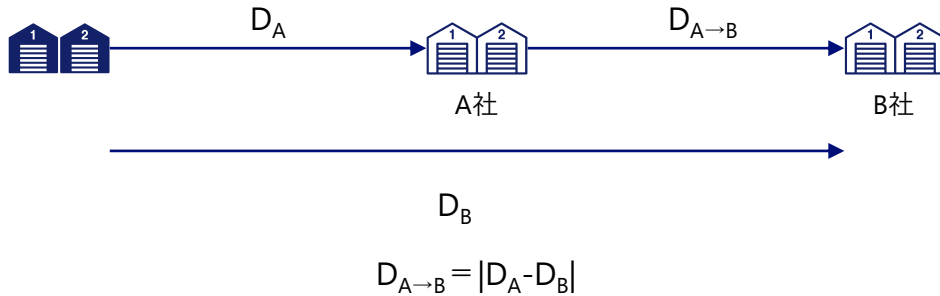 D_A D_A→B
1 2 1 2 1 2
A社 B社
D_B
D_A→B=|D_A-D_B|